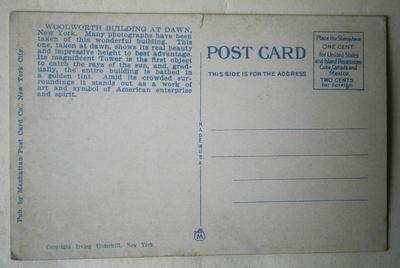 WOOLWORTH BUILDING AT DAWN,
New York. Many photographs have been
taken of this wonderful building. This
one, taken at dawn, shows its real beauty
and impressive height to best advantage.
Its magnificent Tower is the first object
to catch the rays of the sun, and, grad-
ually, the entire building is bathed in
a golden tint. Amid its crowded sur-
roundings it stands out as a work of
art and symbol of American enterprise
and spirit.
Pub. by Manhattan Post Card Co., New York City.
Copyright Irving Underhill, New York
MADE IN U.S.A.
M
POST CARD
THIS SIDE IS FOR THE ADDRESS
Place the Stamp here
ONE CENT
for United States
and Island Possessions
Cuba, Canada and
Mexico.
TWO CENTS
for Foreign.